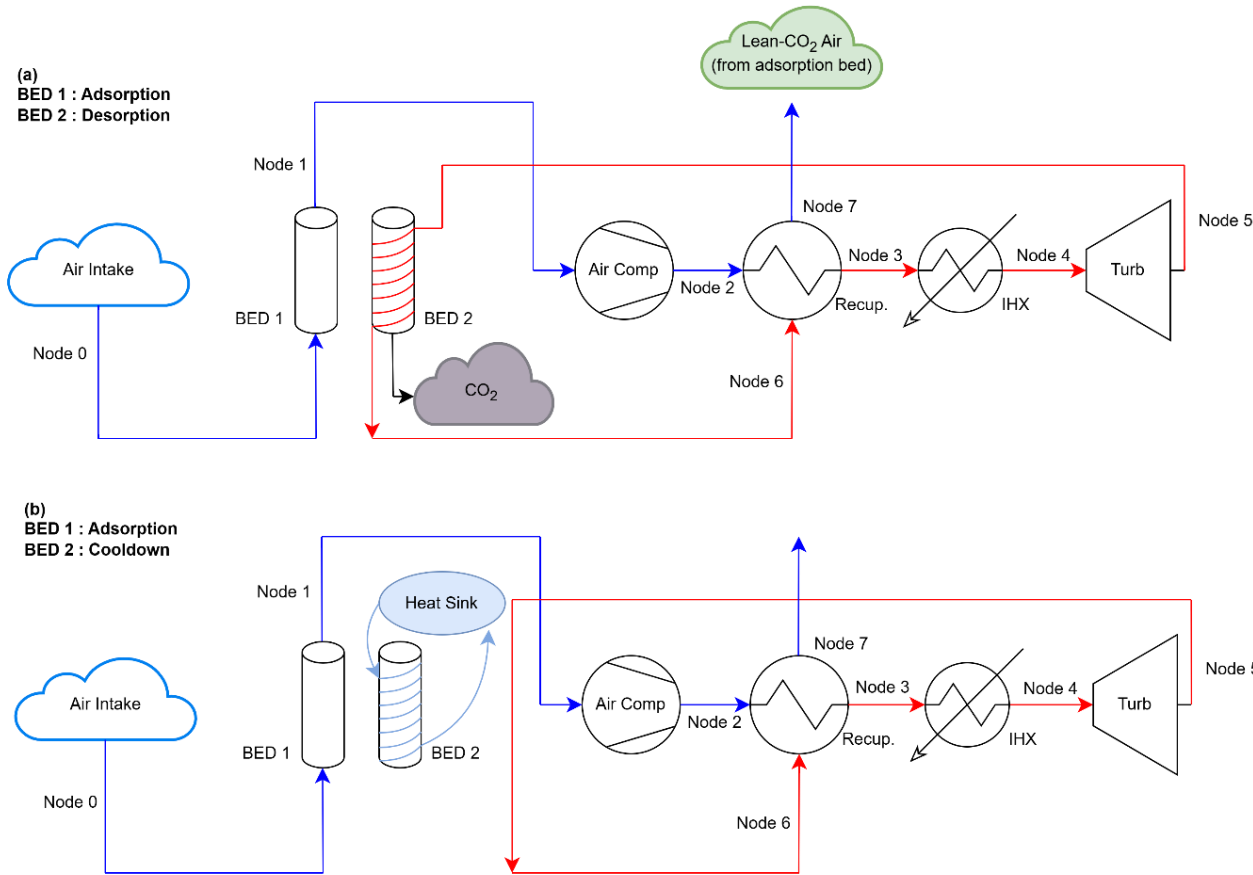 Lean-CO₂ Air
(from adsorption bed)
(a)
BED 1 : Adsorption
BED 2 : Desorption
Node 1
Node 7
Node 5
Air Intake
Air Comp
Node 2
Node 3
Node 4
Turb
Recup.
IHX
BED 1
BED 2
Node 0
Node 6
CO₂
(b)
BED 1 : Adsorption
BED 2 : Cooldown
Node 1
Heat Sink
Node 7
Node 5
Air Intake
Air Comp
Node 2
Node 3
Node 4
Turb
Recup.
IHX
BED 1
BED 2
Node 0
Node 6